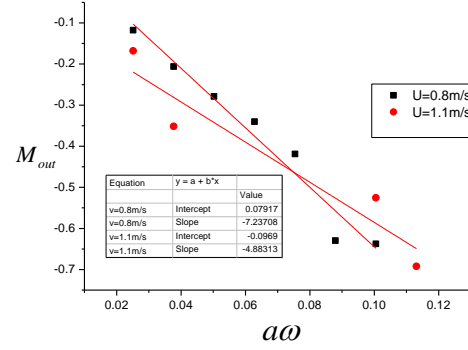 -0.1
-0.2
-0.3
-0.4
-0.5
-0.6
-0.7
M_out
U=0.8m/s
U=1.1m/s
Equation y = a + b*x
Value
v=0.8m/s Intercept 0.07917
v=0.8m/s Slope -7.23708
v=1.1m/s Intercept -0.0969
v=1.1m/s Slope -4.88313
0.02 0.04 0.06 0.08 0.10 0.12
aω